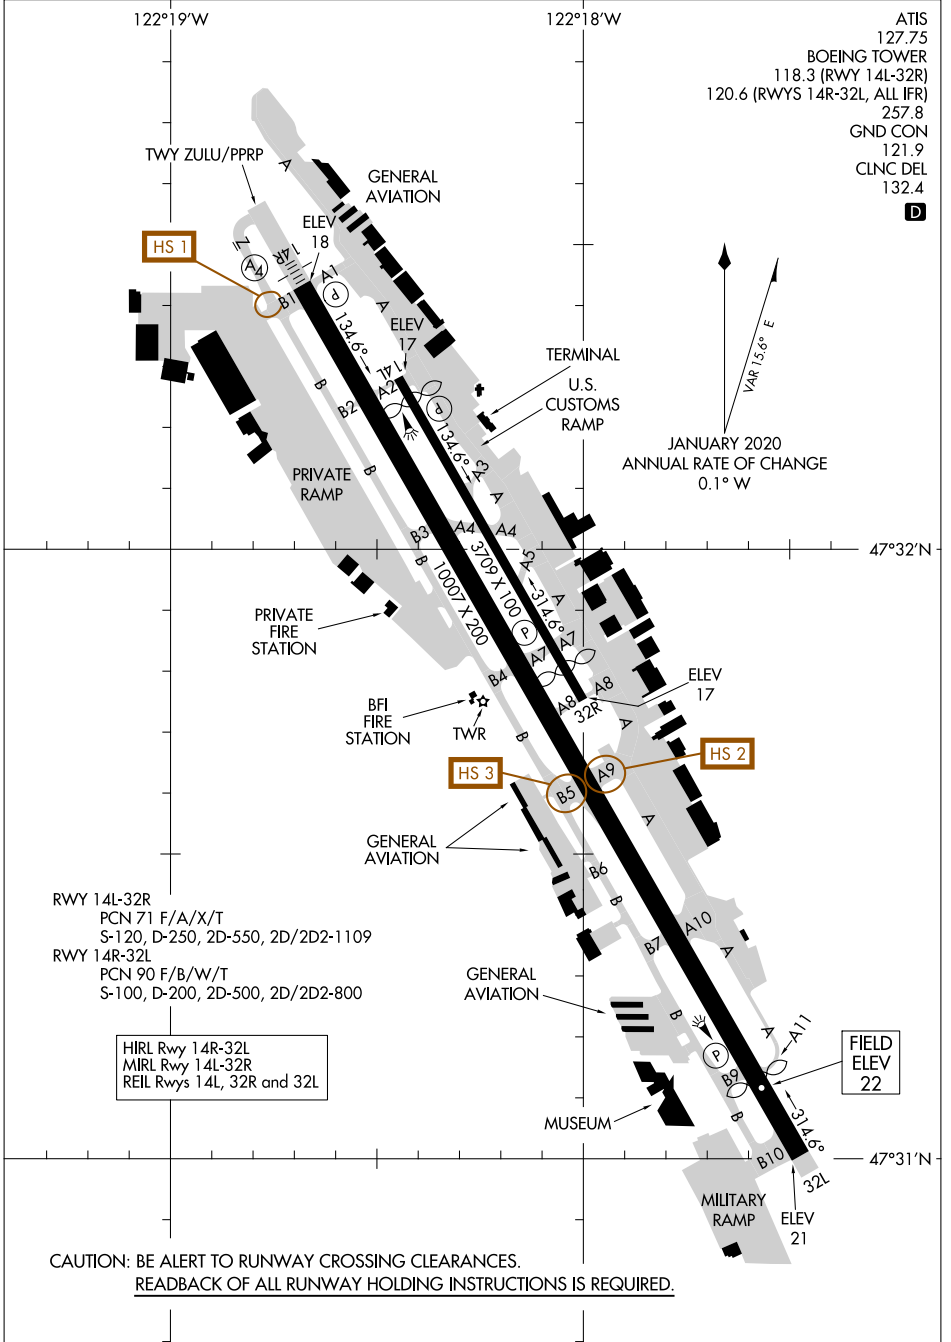 122°19'W
122°18'W
ATIS
127.75
BOEING TOWER
118.3 (RWY 14L-32R)
120.6 (RWYS 14R-32L, ALL IFR)
257.8
GND CON
121.9
CLNC DEL
132.4
D
TWY ZULU/PPRP
A
GENERAL
AVIATION
HS 1
Z
A4
ELEV
18
14R
B1
A1
P
A
134.6°
ELEV
17
14L
TERMINAL
U.S.
CUSTOMS
RAMP
VAR 15.6° E
JANUARY 2020
ANNUAL RATE OF CHANGE
0.1° W
B
B2
A2
P
134.6°
A3
A
PRIVATE
RAMP
B
B3
A4
A4
B
A5
A
47°32'N
3709 X 100
10007 X 200
314.6°
PRIVATE
FIRE
STATION
P
A7
A7
B4
A8
A8
32R
ELEV
17
BFI
FIRE
STATION
TWR
B
A
HS 3
B5
A9
HS 2
GENERAL
AVIATION
A
B6
B
B7
A10
A
RWY 14L-32R
PCN 71 F/A/X/T
S-120, D-250, 2D-550, 2D/2D2-1109
RWY 14R-32L
PCN 90 F/B/W/T
S-100, D-200, 2D-500, 2D/2D2-800
GENERAL
AVIATION
B
A
A11
HIRL Rwy 14R-32L
MIRL Rwy 14L-32R
REIL Rwys 14L, 32R and 32L
P
B9
FIELD
ELEV
22
MUSEUM
B
314.6°
B10
47°31'N
32L
MILITARY
RAMP
ELEV
21
CAUTION: BE ALERT TO RUNWAY CROSSING CLEARANCES.
READBACK OF ALL RUNWAY HOLDING INSTRUCTIONS IS REQUIRED.